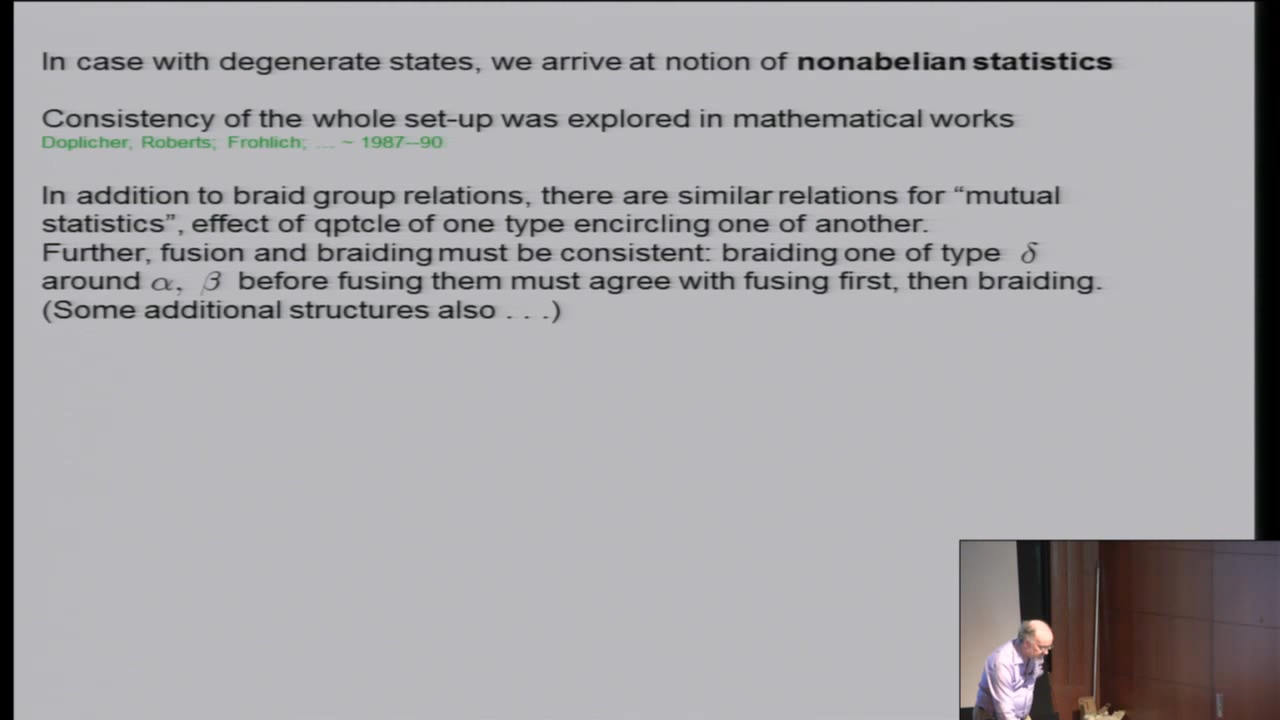 In case with degenerate states, we arrive at notion of nonabelian statistics
Consistency of the whole set-up was explored in mathematical works
Doplicher, Roberts; Frohlich; ... ~ 1987--90
In addition to braid group relations, there are similar relations for “mutual
statistics”, effect of qptcle of one type encircling one of another.
Further, fusion and braiding must be consistent: braiding one of type δ
around α, β before fusing them must agree with fusing first, then braiding.
(Some additional structures also . . .)